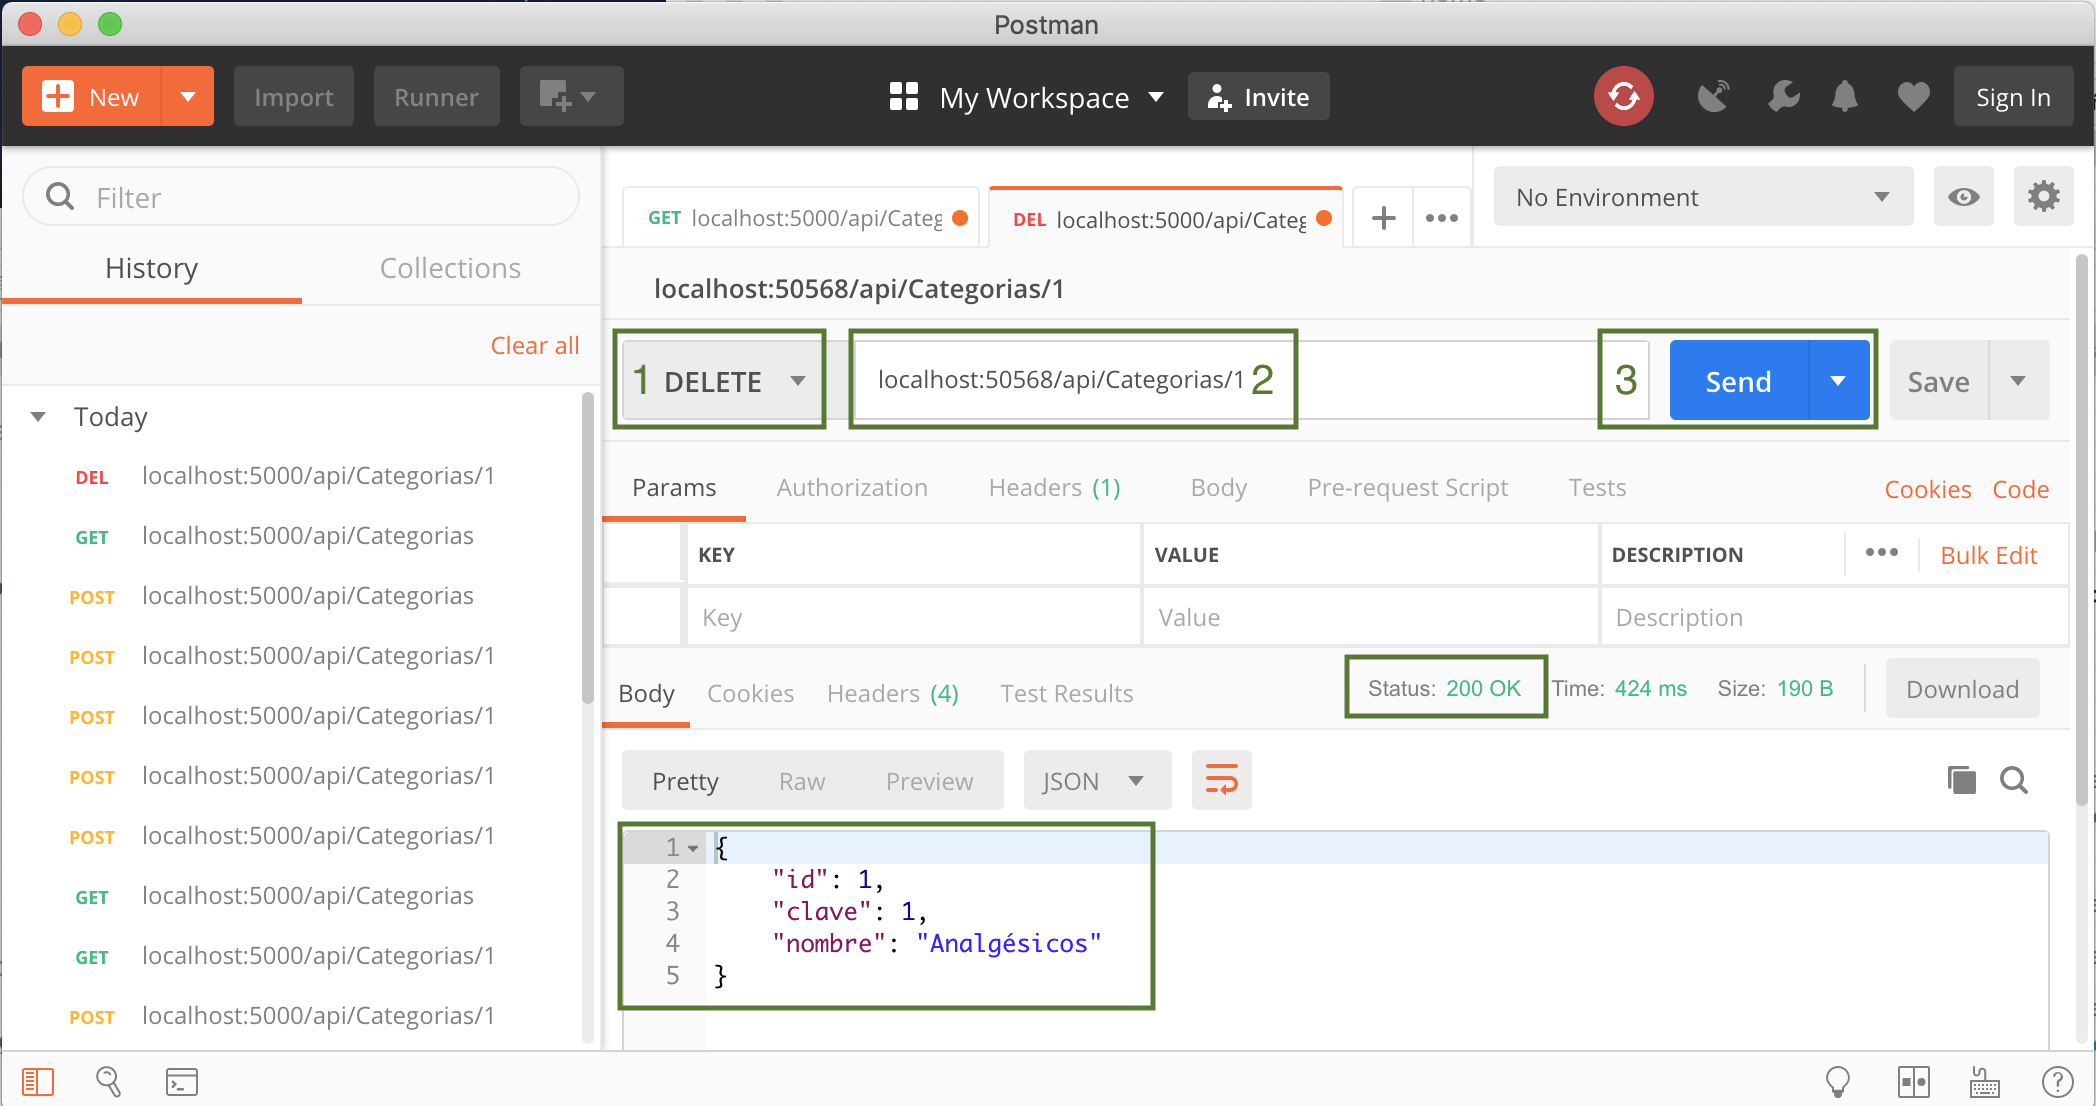 Postman
New
Import
Runner
My Workspace
Invite
Sign In
Filter
History
Collections
Clear all
Today
DEL localhost:5000/api/Categorias/1
GET localhost:5000/api/Categorias
POST localhost:5000/api/Categorias
POST localhost:5000/api/Categorias/1
POST localhost:5000/api/Categorias/1
POST localhost:5000/api/Categorias/1
POST localhost:5000/api/Categorias/1
GET localhost:5000/api/Categorias
GET localhost:5000/api/Categorias/1
POST localhost:5000/api/Categorias/1
GET localhost:5000/api/Categ
DEL localhost:5000/api/Categ
No Environment
localhost:50568/api/Categorias/1
1 DELETE
localhost:50568/api/Categorias/1 2
3 Send
Save
Params Authorization Headers (1) Body Pre-request Script Tests
Cookies Code
KEY VALUE DESCRIPTION Bulk Edit
Key Value Description
Body Cookies Headers (4) Test Results
Status: 200 OK Time: 424 ms Size: 190 B
Download
Pretty Raw Preview JSON
1 {
2 "id": 1,
3 "clave": 1,
4 "nombre": "Analgésicos"
5 }